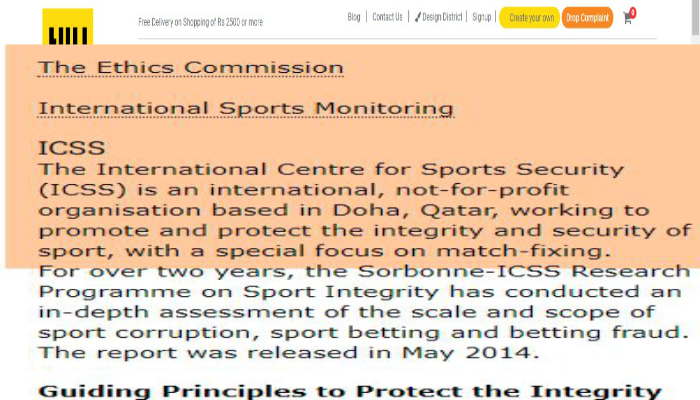 Free Delivery on Shopping of Rs 2500 or more
Blog Contact Us Design District Signup Create your own Drop Complaint 0
The Ethics Commission
International Sports Monitoring
ICSS
The International Centre for Sports Security
(ICSS) is an international, not-for-profit
organisation based in Doha, Qatar, working to
promote and protect the integrity and security of
sport, with a special focus on match-fixing.
For over two years, the Sorbonne-ICSS Research
Programme on Sport Integrity has conducted an
in-depth assessment of the scale and scope of
sport corruption, sport betting and betting fraud.
The report was released in May 2014.
Guiding Principles to Protect the Integrity